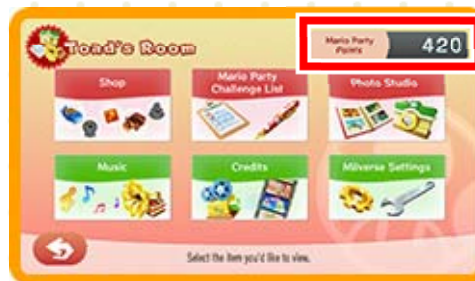 Toad's Room
Mario Party
Points
420
Shop
Mario Party
Challenge List
Photo Studio
Music
Credits
Miiverse Settings
Select the item you'd like to view.